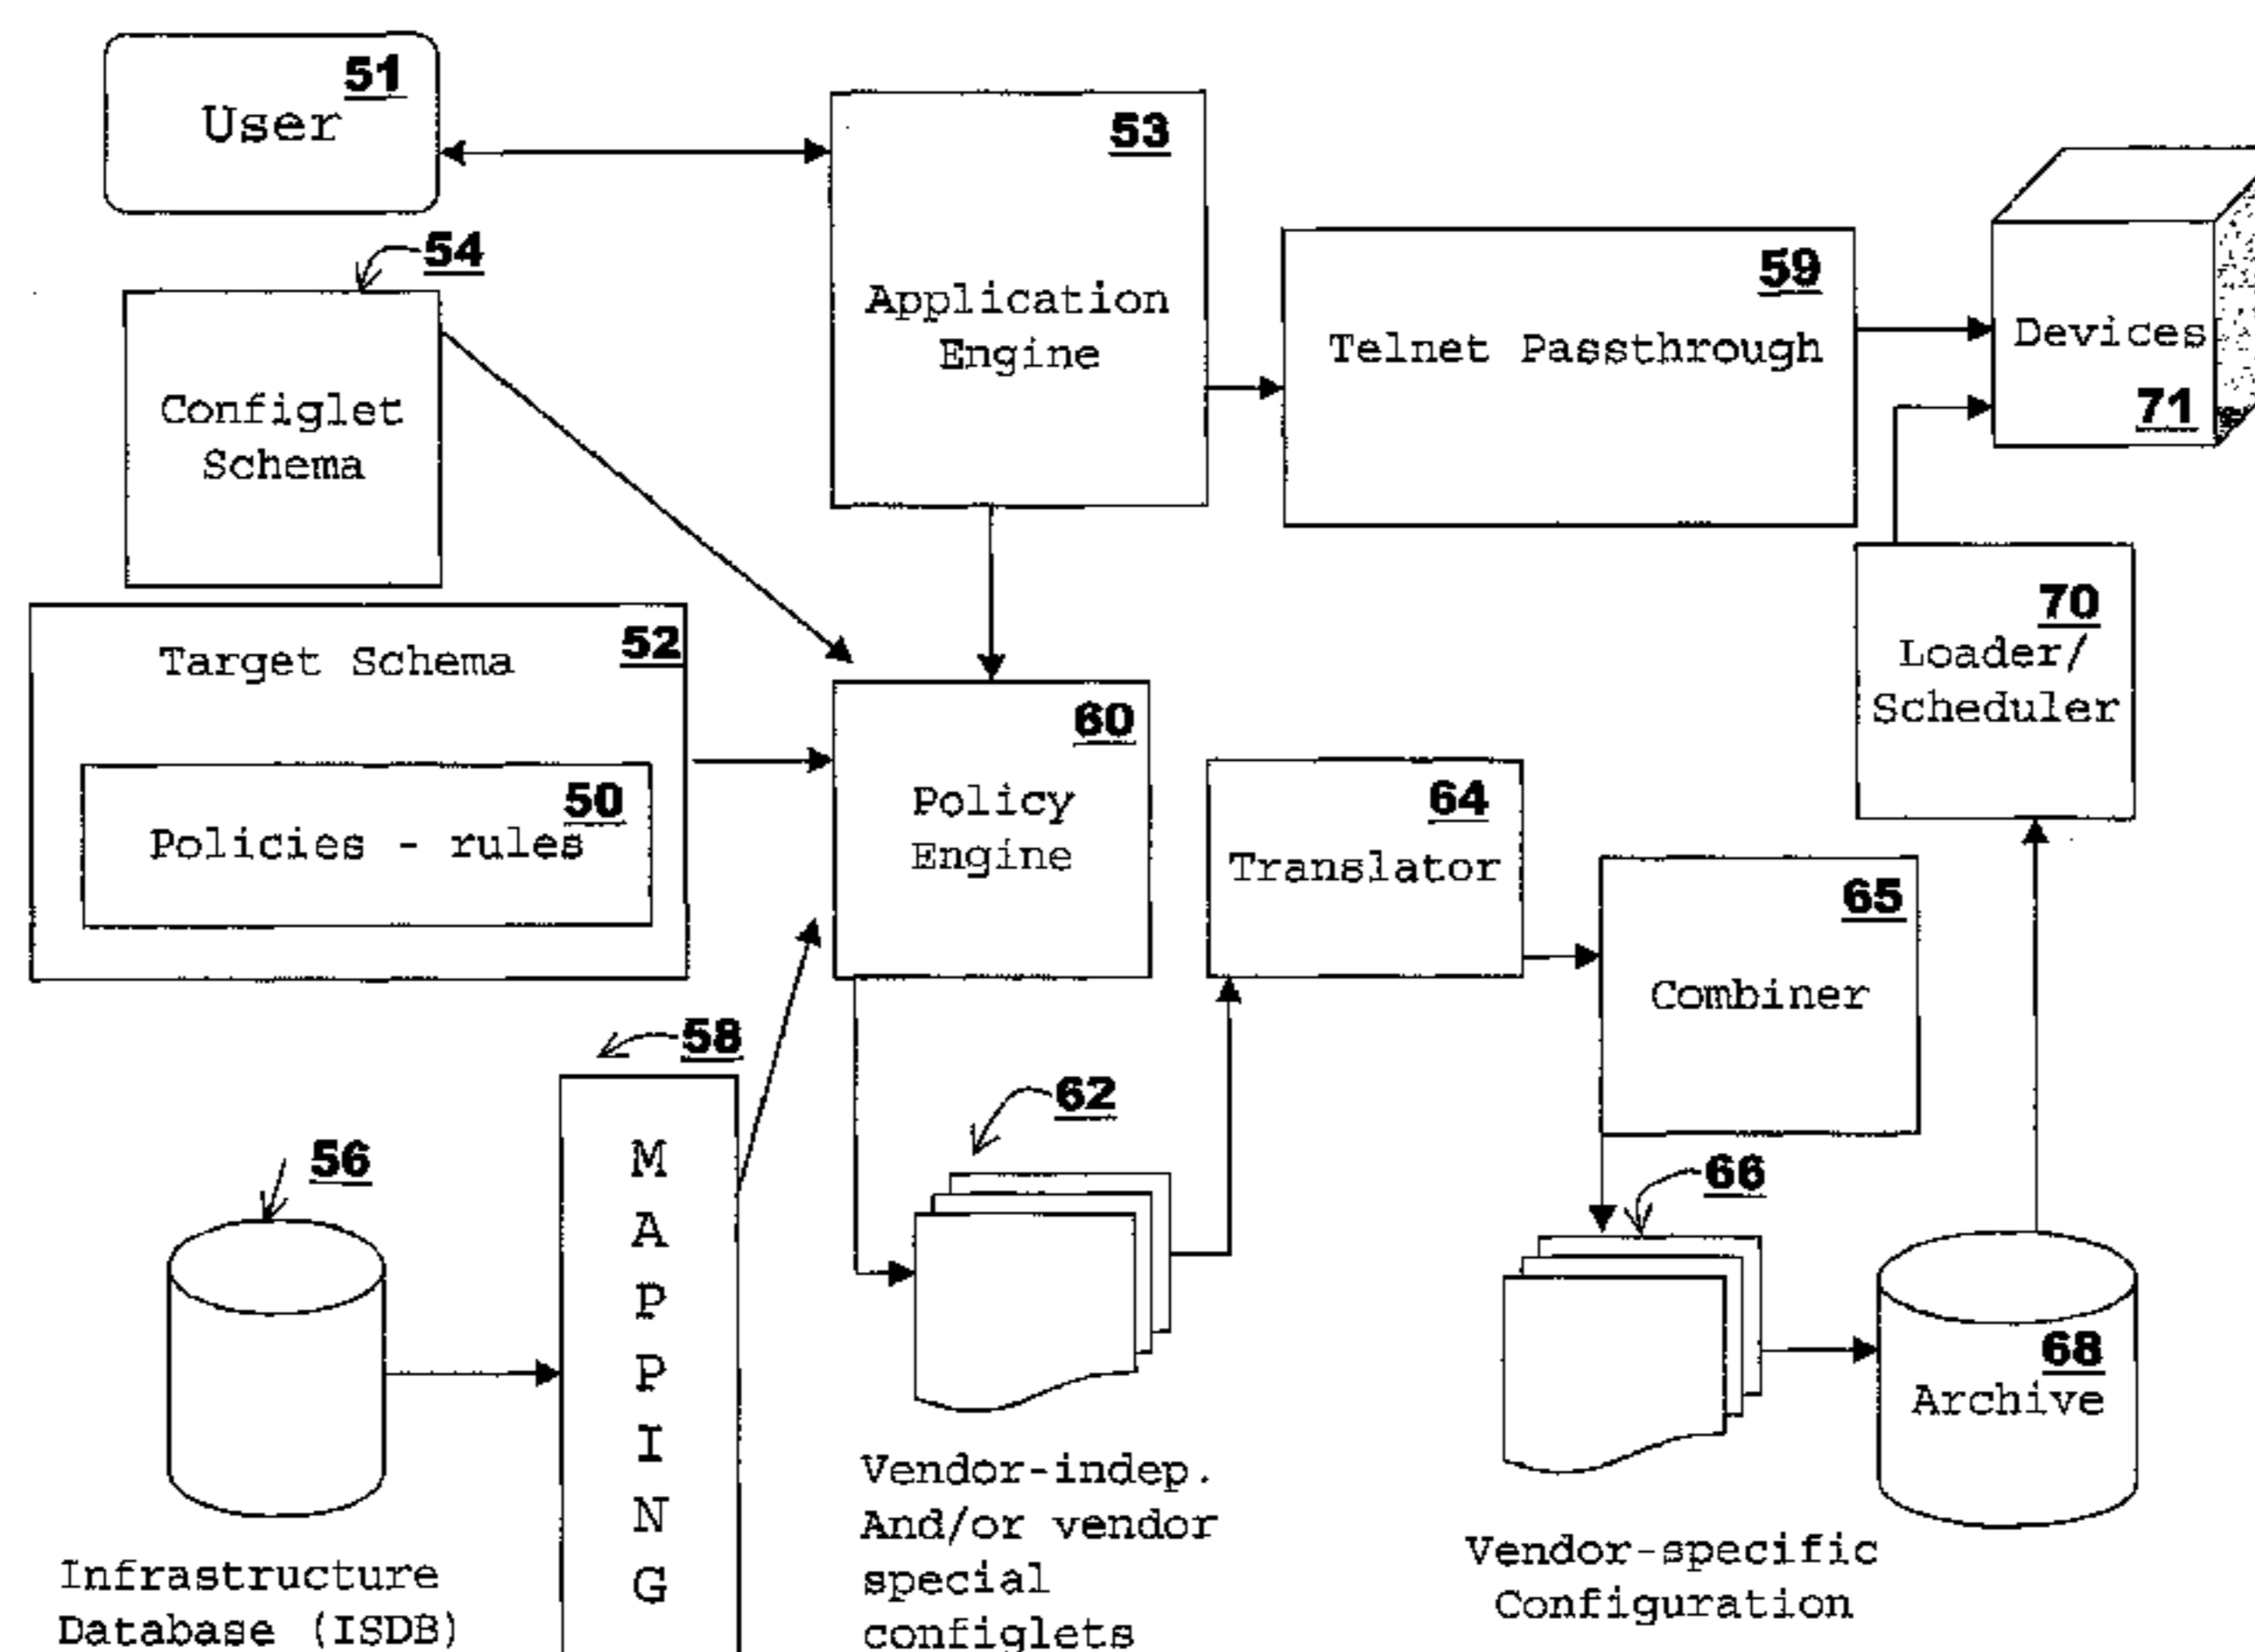 51
User
53
Application
Engine
54
Configlet
Schema
59
Telnet Passthrough
Devices
71
52
Target Schema
50
Policies - rules
60
Policy
Engine
64
Translator
65
Combiner
70
Loader/
Scheduler
56
Infrastructure
Database (ISDB)
58
M
A
P
P
I
N
G
62
Vendor-indep.
And/or vendor
special
configlets
66
Vendor-specific
Configuration
68
Archive